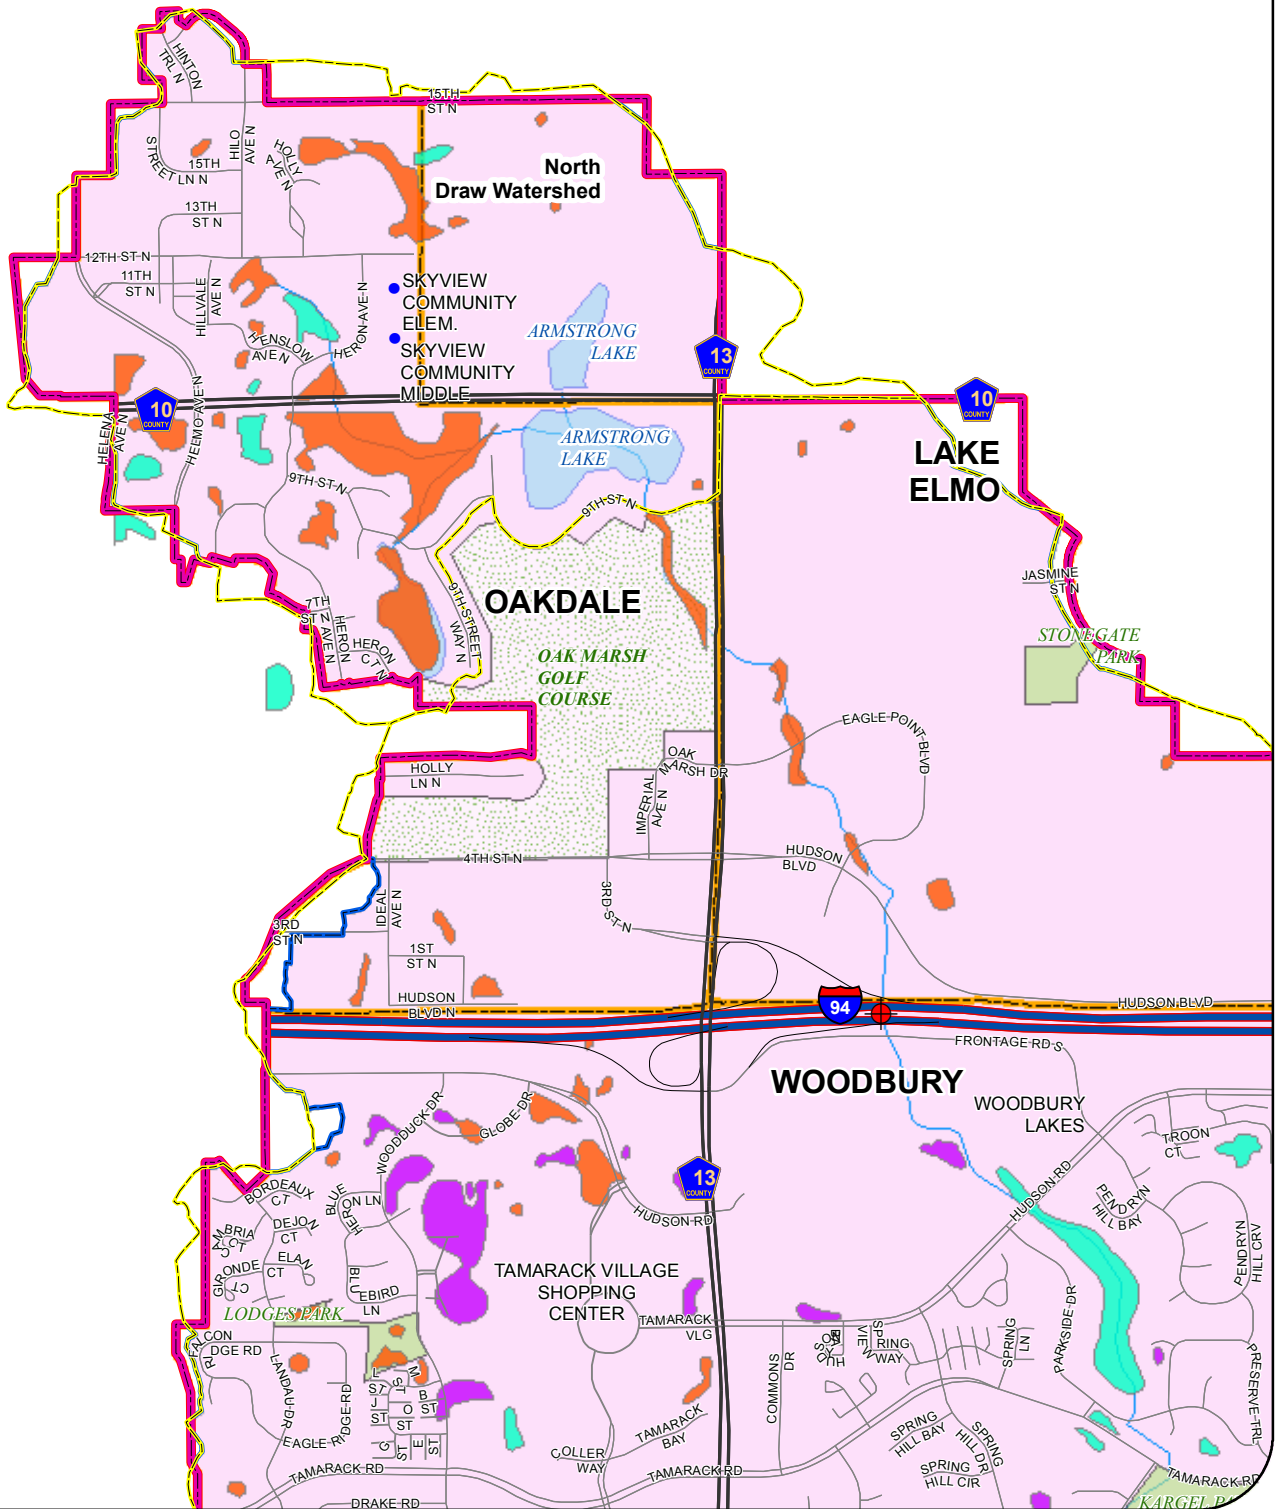 HINTON
TRL N
15TH
ST N
STREET LN N
15TH
HILO
AVE N
HOLLY
AVE N
North
Draw Watershed
13TH
ST N
12TH ST N
11TH
ST N
HILLVALE
AVE N
HENSLOW
AVE N
HERON AVE N
SKYVIEW
COMMUNITY
ELEM.
SKYVIEW
COMMUNITY
MIDDLE
ARMSTRONG
LAKE
13
COUNTY
10
COUNTY
10
COUNTY
HELENA
AVE N
HELMO AVE N
ARMSTRONG
LAKE
LAKE
ELMO
9TH ST N
9TH ST N
OAKDALE
9TH STREET
WAY N
7TH
ST N
HERON
AVE N
HERON
CT N
JASMINE
ST N
STONEGATE
PARK
OAK MARSH
GOLF
COURSE
EAGLE POINT BLVD
OAK
MARSH DR
HOLLY
LN N
IMPERIAL
AVE N
4TH ST N
HUDSON
BLVD
3RD ST N
IDEAL
AVE N
3RD
ST N
1ST
ST N
HUDSON
BLVD N
94
HUDSON BLVD
FRONTAGE RD S
WOODBURY
WOODBURY
LAKES
WOODDUCK DR
GLOBE DR
TROON
CT
13
COUNTY
BORDEAUX
CT
BLUE
HERON LN
HUDSON RD
HUDSON RD
PENDRYN
HILL BAY
PENDRYN
HILL CRV
DEJON
CT
ELAN
CT
GIRONDE
CT
BLUEBIRD
LN
TAMARACK VILLAGE
SHOPPING
CENTER
LODGES PARK
TAMARACK
VLG
SPRING
WAY
VIEW
SPRING
LN
PARKSIDE DR
PRESERVE TRL
FALCON
RIDGE RD
LANDAU DR
L
ST
M
ST
J
ST
O
ST
B
ST
G
ST
E
ST
EAGLE RIDGE RD
COMMONS
DR
TAMARACK
BAY
COLLER
WAY
SPRING
HILL BAY
SPRING
HILL DR
SPRING
HILL CIR
TAMARACK RD
TAMARACK RD
TAMARACK RD
DRAKE RD
KARGEL P